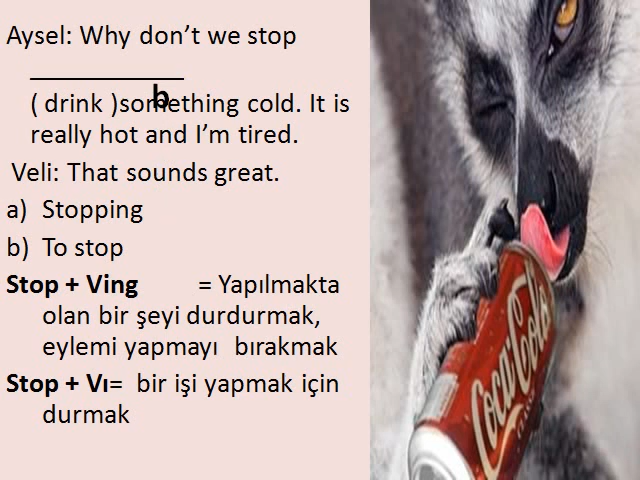 Aysel: Why don’t we stop
____________
( drink )something cold. It is
b
really hot and I’m tired.
Veli: That sounds great.
a) Stopping
b) To stop
Stop + Ving = Yapılmakta
olan bir şeyi durdurmak,
eylemi yapmayı bırakmak
Stop + Vı= bir işi yapmak için
durmak
Coca-Cola